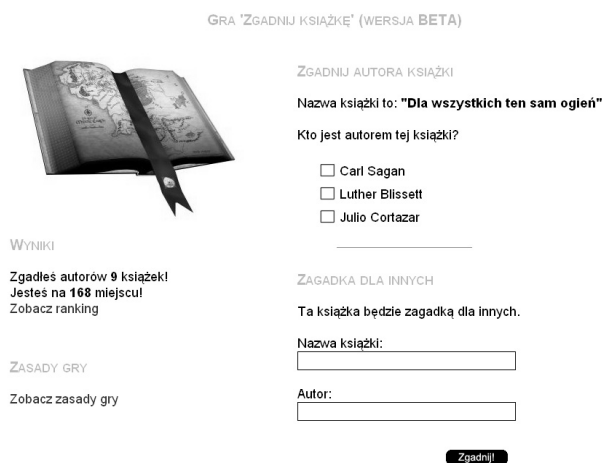 Gra 'Zgadnij książkę' (wersja BETA)
Zgadnij autora książki
Nazwa książki to: "Dla wszystkich ten sam ogień"
Kto jest autorem tej książki?
Carl Sagan
Luther Blissett
Julio Cortazar
Wyniki
Zgadłeś autorów 9 książek!
Jesteś na 168 miejscu!
Zobacz ranking
Zasady gry
Zobacz zasady gry
Zagadka dla innych
Ta książka będzie zagadką dla innych.
Nazwa książki:
Autor:
Zgadnij!